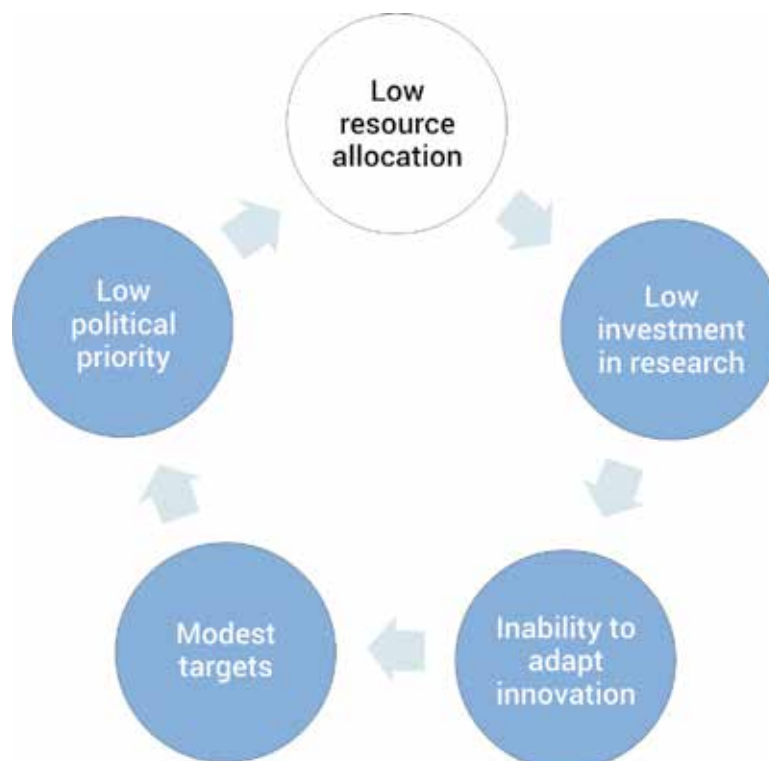 Low
resource
allocation
Low
investment
in research
Inability to
adapt
innovation
Modest
targets
Low
political
priority